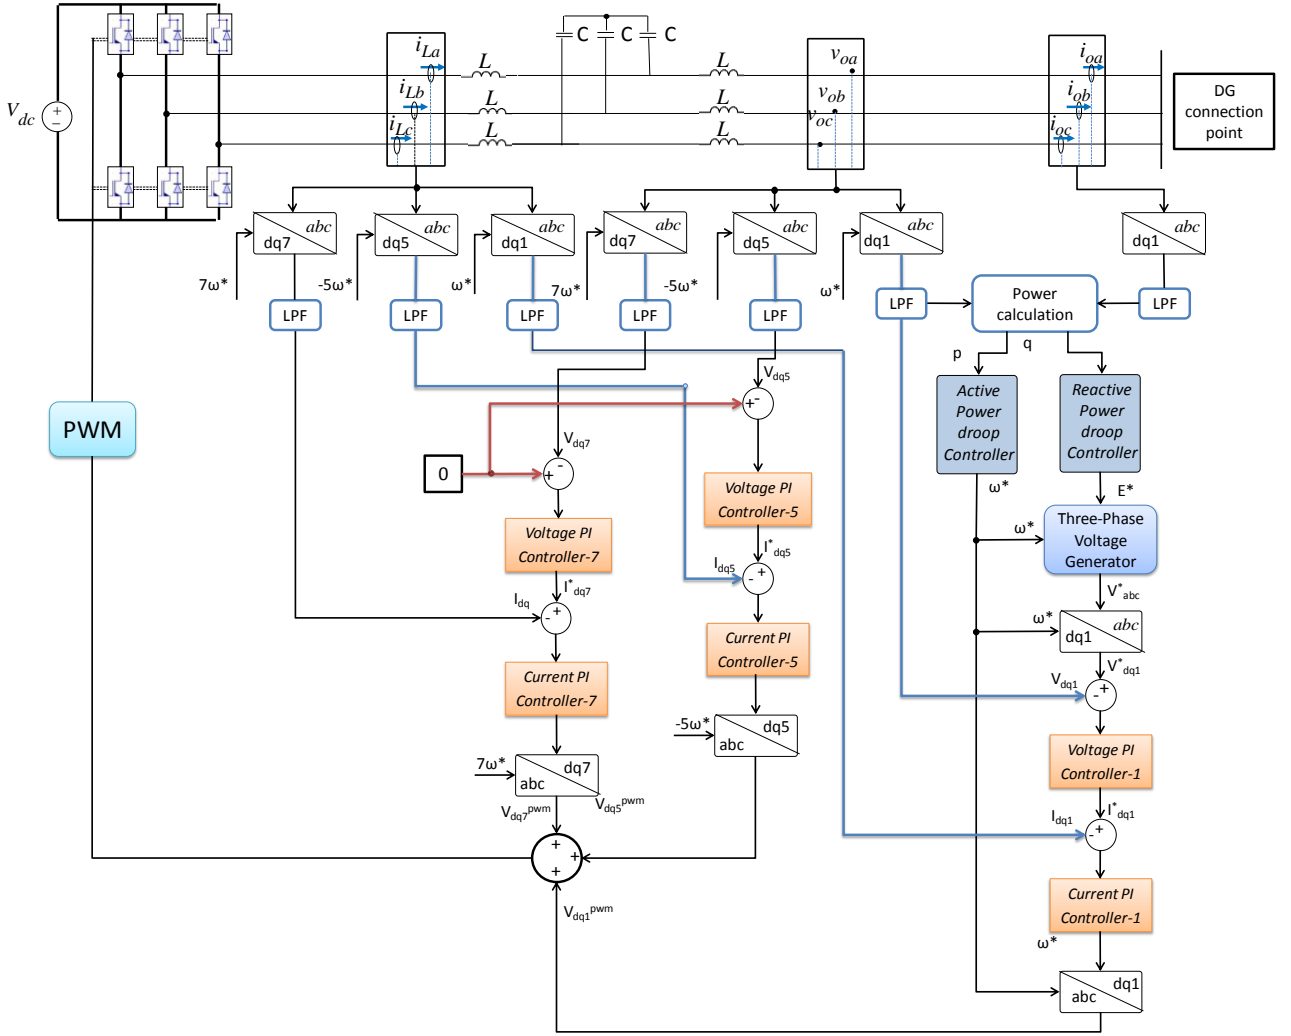 C C C
i_La
L L
v_oa
i_oa
V_dc
i_Lb
L L
v_ob
i_ob
DG
connection
point
i_Lc
L L
v_oc
i_oc
abc
dq7
abc
dq5
abc
dq1
abc
dq7
abc
dq5
abc
dq1
abc
dq1
7ω*
-5ω*
ω*
7ω*
-5ω*
ω*
LPF
LPF
LPF
LPF
LPF
LPF
Power
calculation
LPF
p
q
V_dq5
+ -
Active
Power
droop
Controller
Reactive
Power
droop
Controller
PWM
V_dq7
0
+ -
ω*
E*
Voltage PI
Controller-5
Voltage PI
Controller-7
ω*
Three-Phase
Voltage
Generator
I_dq5
I*_dq5
- +
I_dq
I*_dq7
- +
V*_abc
ω*
abc
dq1
Current PI
Controller-5
Current PI
Controller-7
V_dq1
V*_dq1
- +
-5ω*
dq5
abc
7ω*
dq7
abc
Voltage PI
Controller-1
V_dq7^pwm
V_dq5^pwm
I_dq1
I*_dq1
- +
+
+
+
Current PI
Controller-1
V_dq1^pwm
ω*
dq1
abc